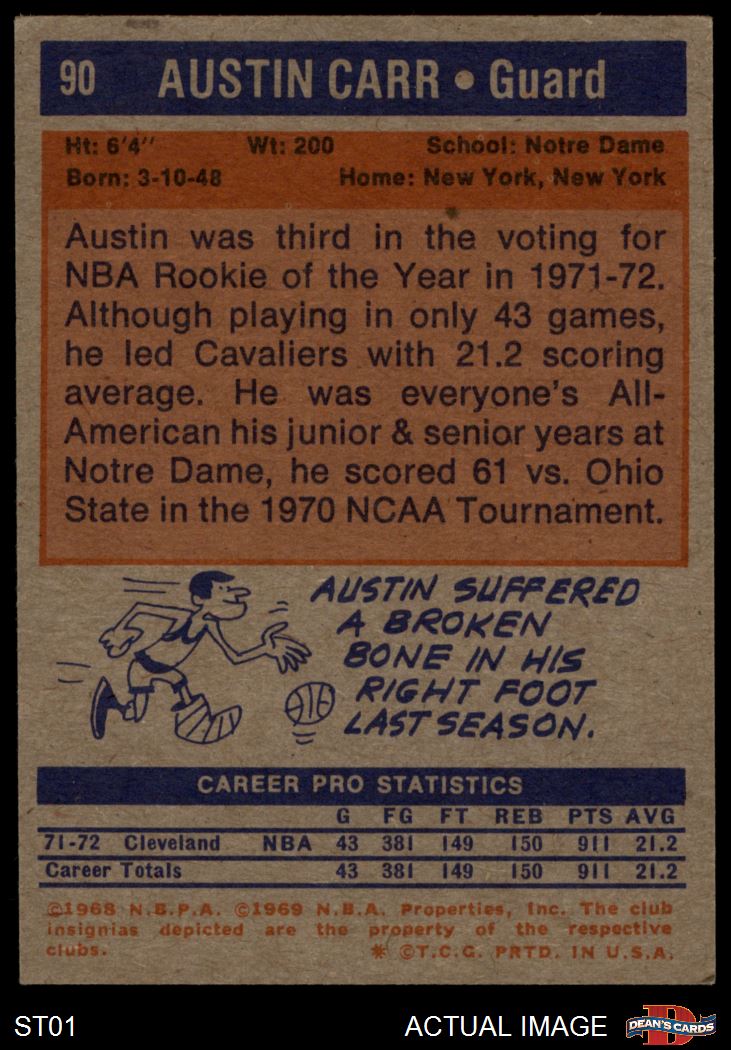 90 AUSTIN CARR • Guard
Ht: 6'4" Wt: 200 School: Notre Dame
Born: 3-10-48 Home: New York, New York
Austin was third in the voting for
NBA Rookie of the Year in 1971-72.
Although playing in only 43 games,
he led Cavaliers with 21.2 scoring
average. He was everyone's All-
American his junior & senior years at
Notre Dame, he scored 61 vs. Ohio
State in the 1970 NCAA Tournament.
AUSTIN SUFFERED
A BROKEN
BONE IN HIS
RIGHT FOOT
LAST SEASON.
CAREER PRO STATISTICS
G FG FT REB PTS AVG
71-72 Cleveland NBA 43 381 149 150 911 21.2
Career Totals 43 381 149 150 911 21.2
©1968 N.B.P.A. ©1969 N.B.A. Properties, Inc. The club
insignias depicted are the property of the respective
clubs. * ©T.C.G. PRTD. IN U.S.A.
ST01 ACTUAL IMAGE D DEAN'S CARDS